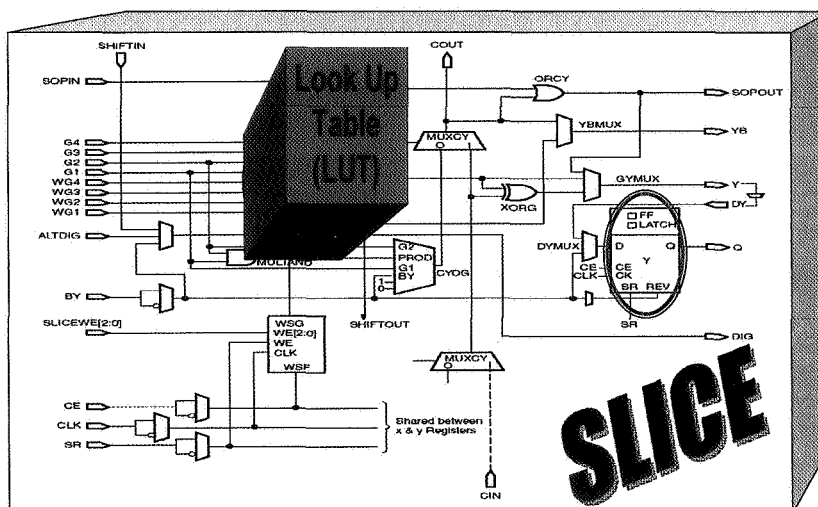 SHIFTIN
COUT
SOPIN
Look Up
Table
(LUT)
ORCY
SOPOUT
YBMUX
YB
MUXCY
O I
G4
G3
G2
G1
WG4
WG3
WG2
WG1
GYMUX
Y
DY
XORG
FF
LATCH
ALTDIG
MULTAND
DYMUX
D Q
Y
Q
G2
PROD
G1
BY
1
0
CYOG
CE
CLK
CE
CK
SR REV
SR
BY
SLICEWE[2:0]
WSG
WE[2:0]
WE
CLK
WSF
SHIFTOUT
DIG
MUXCY
O I
CE
CLK
SR
Shared between
x & y Registers
CIN
SLICE